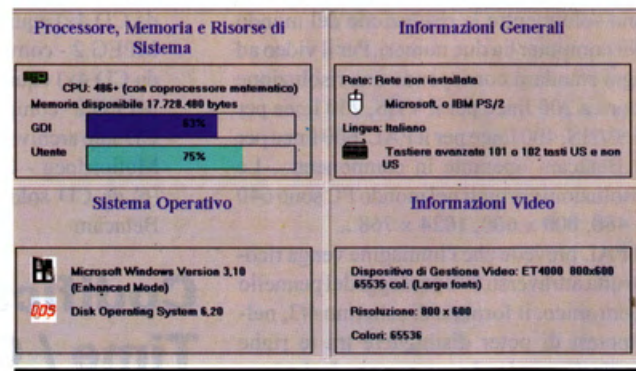 Processore, Memoria e Risorse di
Sistema
CPU: 486+ (con coprocessore matematico)
Memoria disponibile 17.728.480 bytes
GDI 83%
Utente 75%
Informazioni Generali
Rete: Rete non installata
Microsoft, o IBM PS/2
Lingua: Italiano
Tastiere avanzate 101 o 102 tasti US e non
US
Sistema Operativo
Microsoft Windows Version 3,10
(Enhanced Mode)
DOS Disk Operating System 6,20
Informazioni Video
Dispositivo di Gestione Video: ET4000 800x600
65535 col. (Large fonts)
Risoluzione: 800 x 600
Colori: 65536